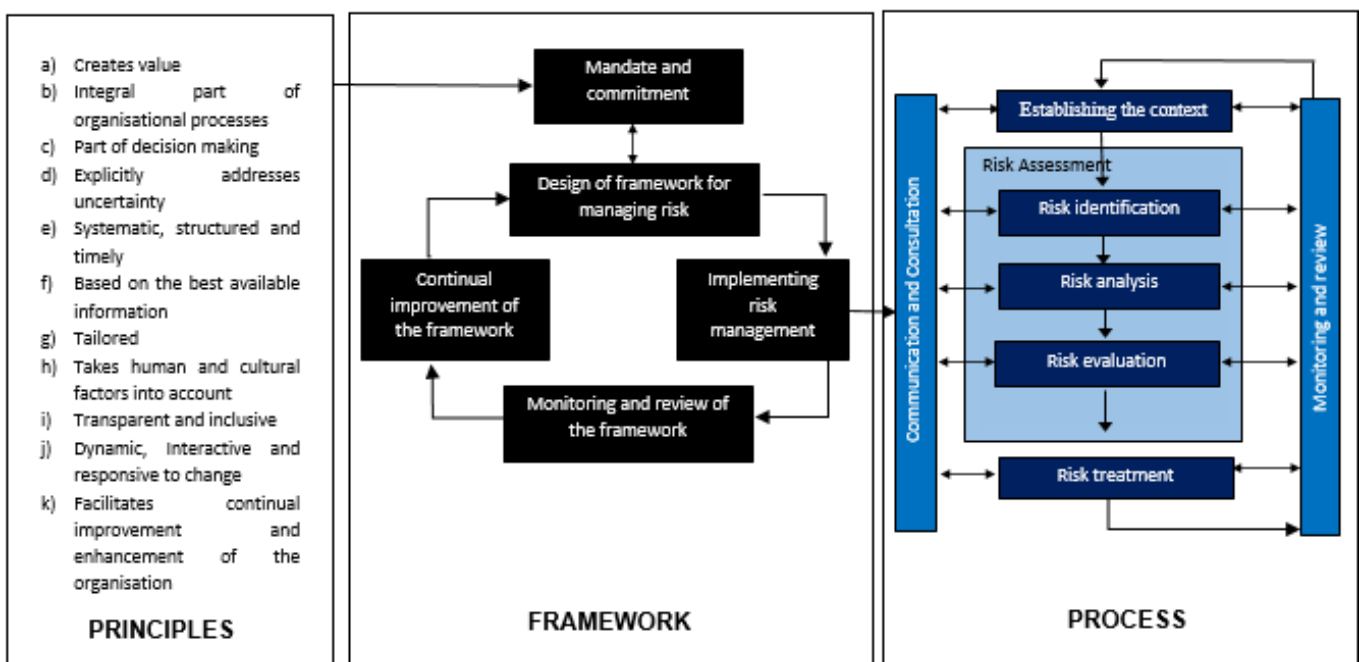 a) Creates value
b) Integral part of
organisational processes
c) Part of decision making
d) Explicitly addresses
uncertainty
e) Systematic, structured and
timely
f) Based on the best available
information
g) Tailored
h) Takes human and cultural
factors into account
i) Transparent and inclusive
j) Dynamic, Interactive and
responsive to change
k) Facilitates continual
improvement and
enhancement of the
organisation
PRINCIPLES
Mandate and
commitment
Design of framework for
managing risk
Continual
improvement of
the framework
Implementing
risk
management
Monitoring and review of
the framework
FRAMEWORK
Communication and Consultation
Establishing the context
Risk Assessment
Risk identification
Risk analysis
Risk evaluation
Risk treatment
Monitoring and review
PROCESS